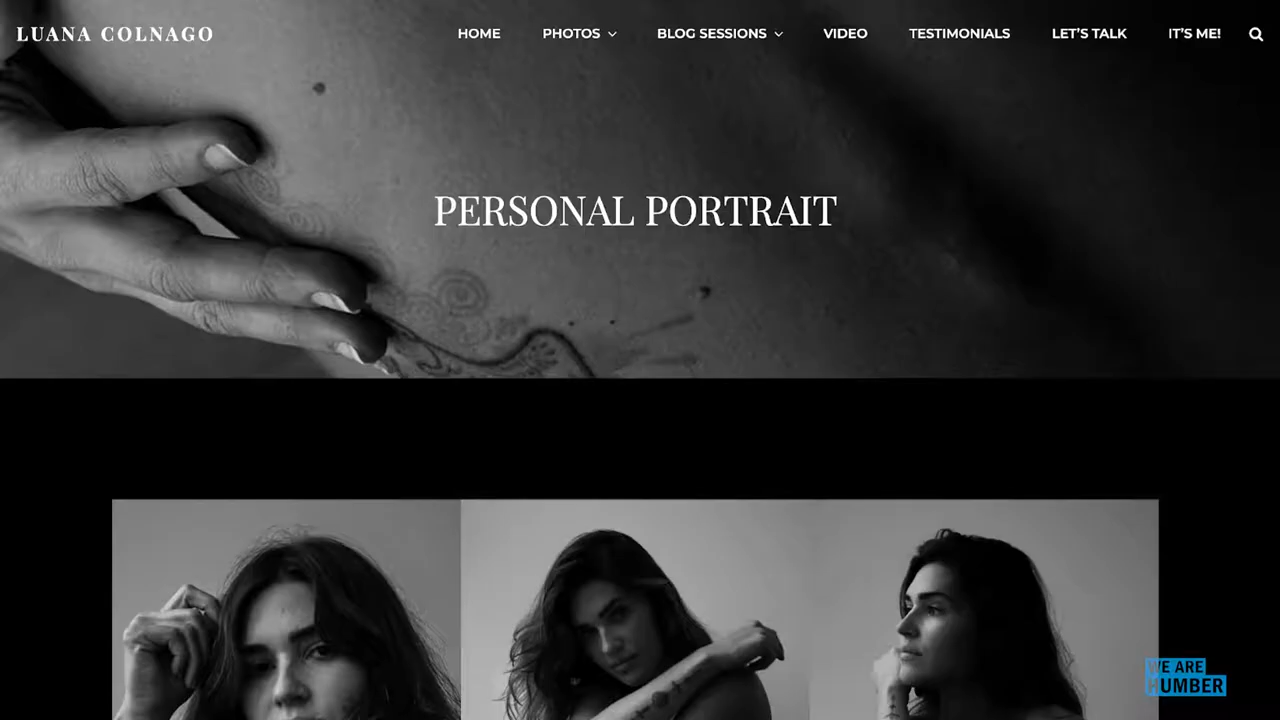 LUANA COLNAGO
HOME PHOTOS BLOG SESSIONS VIDEO TESTIMONIALS LET'S TALK IT'S ME!
PERSONAL PORTRAIT
WE ARE
HUMBER